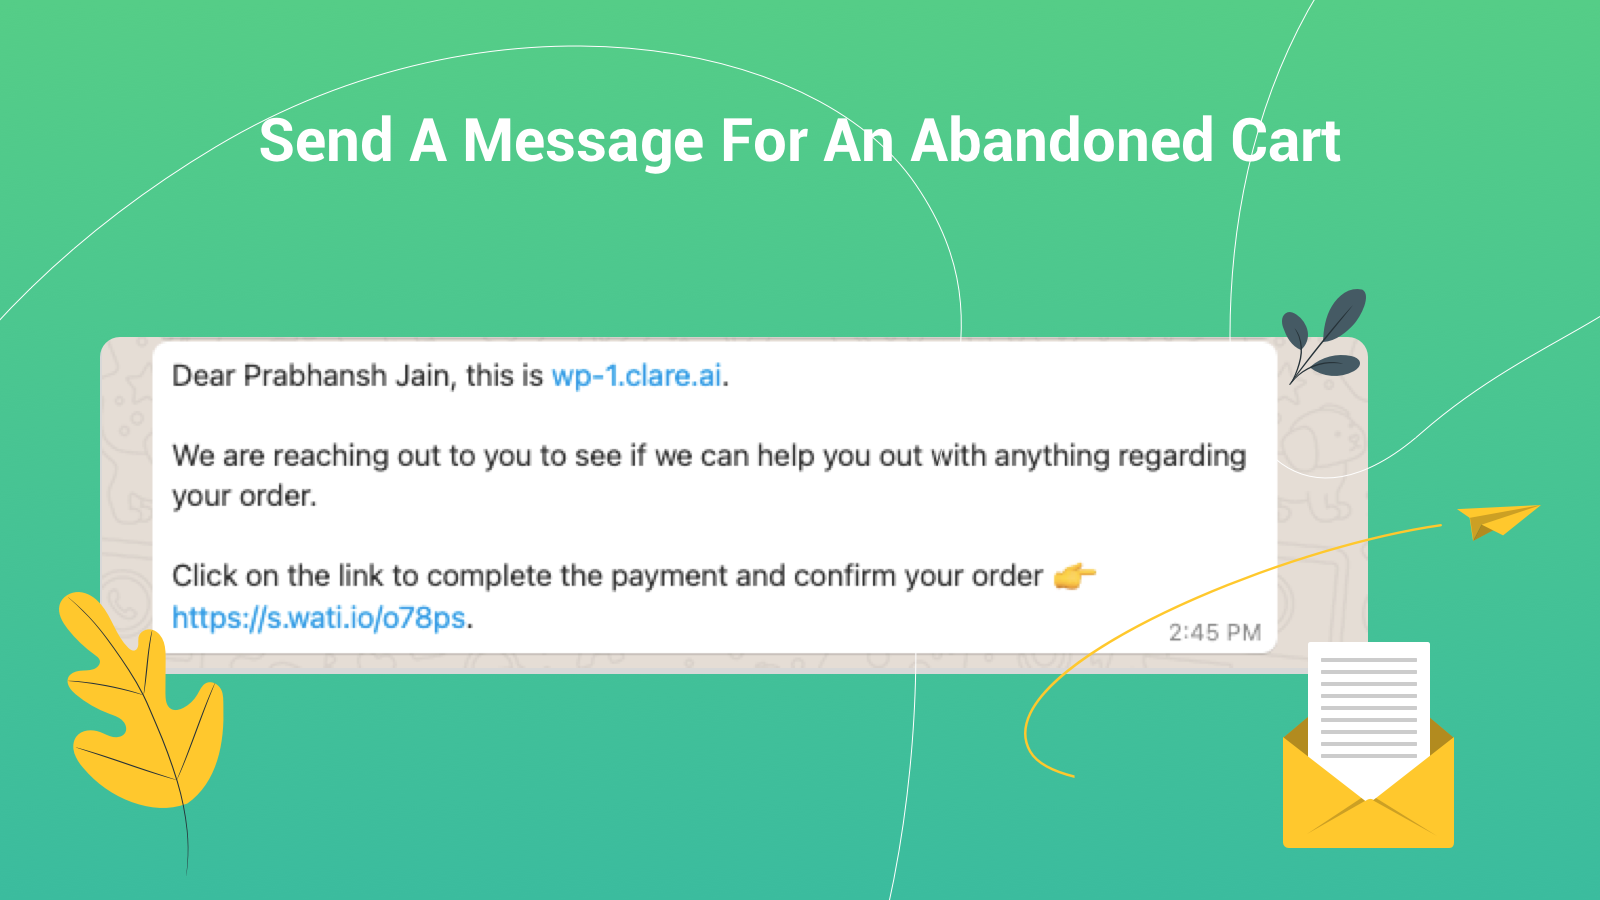 Send A Message For An Abandoned Cart
Dear Prabhansh Jain, this is wp-1.clare.ai.
We are reaching out to you to see if we can help you out with anything regarding
your order.
Click on the link to complete the payment and confirm your order 👉
https://s.wati.io/o78ps.
2:45 PM